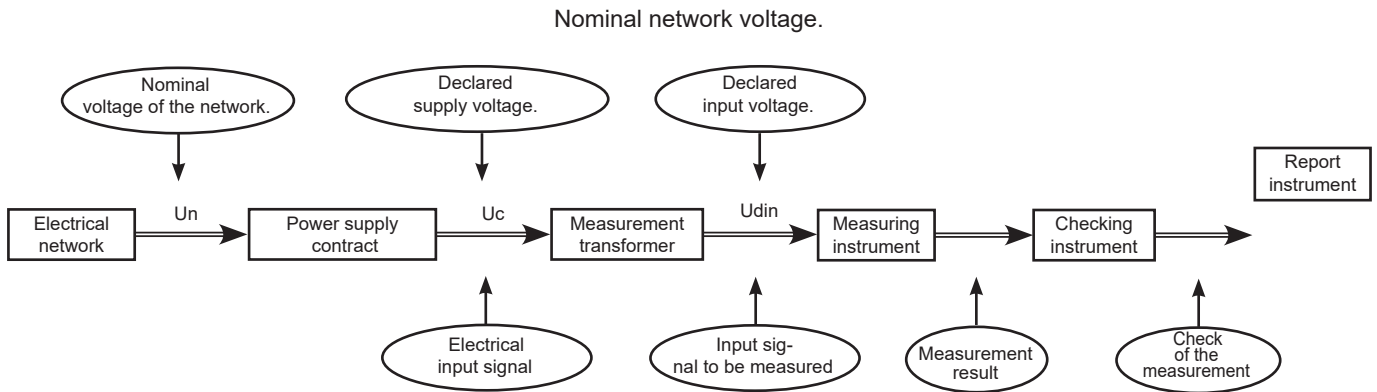 Nominal network voltage.
Nominal
voltage of the network.
Declared
supply voltage.
Declared
input voltage.
Report
instrument
Un
Uc
Udin
Electrical
network
Power supply
contract
Measurement
transformer
Measuring
instrument
Checking
instrument
Electrical
input signal
Input sig-
nal to be measured
Measurement
result
Check
of the
measurement